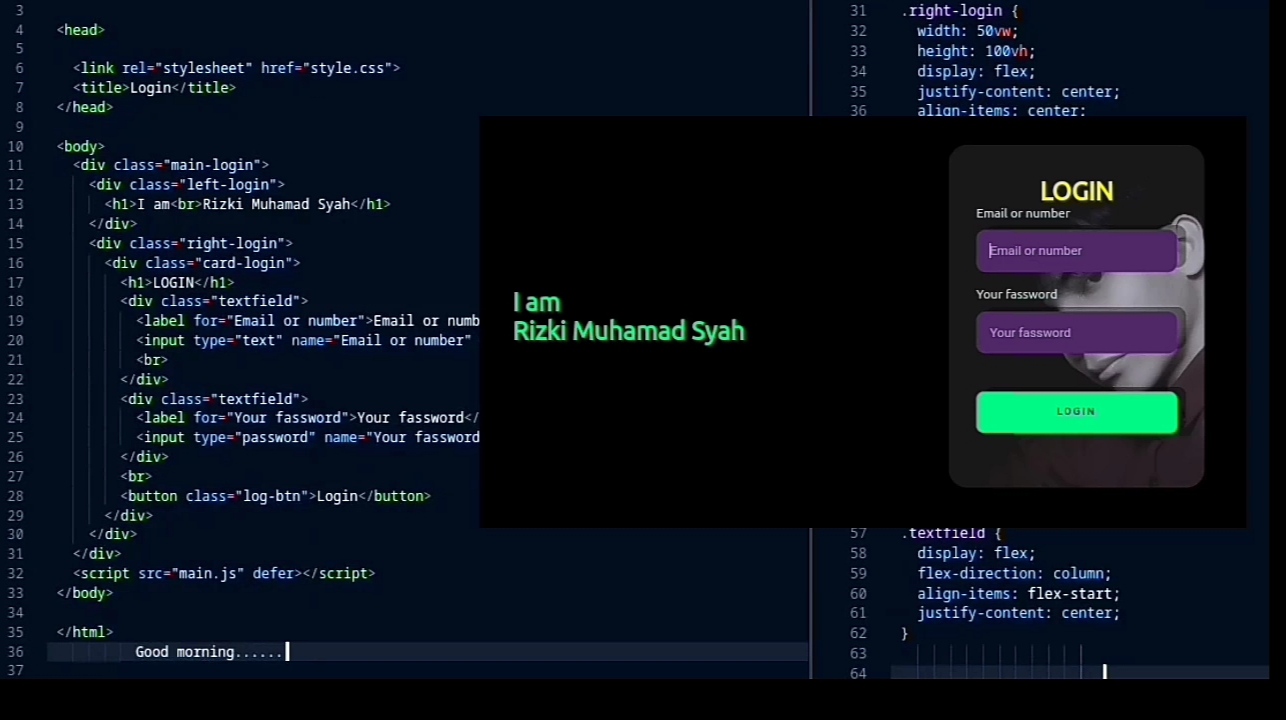 3
4 <head>
5
6 <link rel="stylesheet" href="style.css">
7 <title>Login</title>
8 </head>
9
10 <body>
11 <div class="main-login">
12 <div class="left-login">
13 <h1>I am<br>Rizki Muhamad Syah</h1>
14 </div>
15 <div class="right-login">
16 <div class="card-login">
17 <h1>LOGIN</h1>
18 <div class="textfield">
19 <label for="Email or number">Email or numb
20 <input type="text" name="Email or number"
21 <br>
22 </div>
23 <div class="textfield">
24 <label for="Your fassword">Your fassword</
25 <input type="password" name="Your fassword
26 </div>
27 <br>
28 <button class="log-btn">Login</button>
29 </div>
30 </div>
31 </div>
32 <script src="main.js" defer></script>
33 </body>
34
35 </html>
36 Good morning......
37
I am
Rizki Muhamad Syah
LOGIN
Email or number
Email or number
Your fassword
Your fassword
LOGIN
31 .right-login {
32 width: 50vw;
33 height: 100vh;
34 display: flex;
35 justify-content: center;
36 align-items: center;
57 .textfield {
58 display: flex;
59 flex-direction: column;
60 align-items: flex-start;
61 justify-content: center;
62 }
63
64